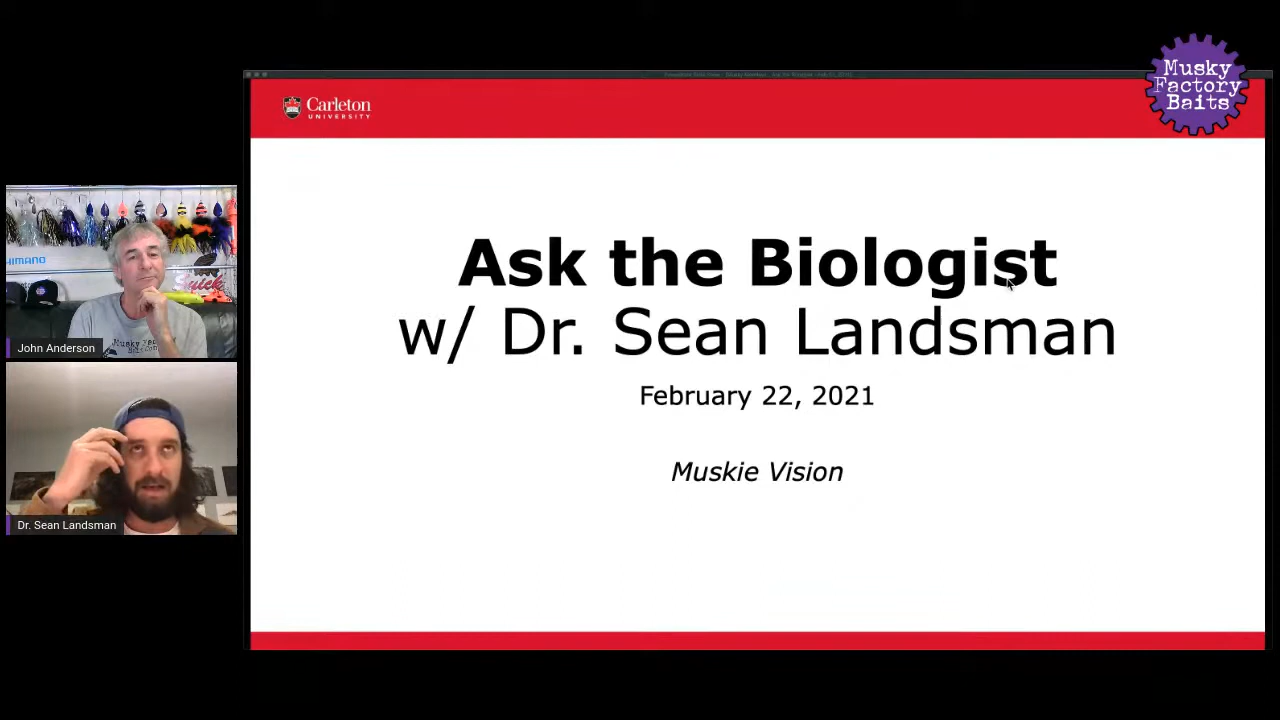 Musky
Factory
Baits
Carleton
UNIVERSITY
Ask the Biologist
w/ Dr. Sean Landsman
February 22, 2021
Muskie Vision
HIMANO
John Anderson
Dr. Sean Landsman